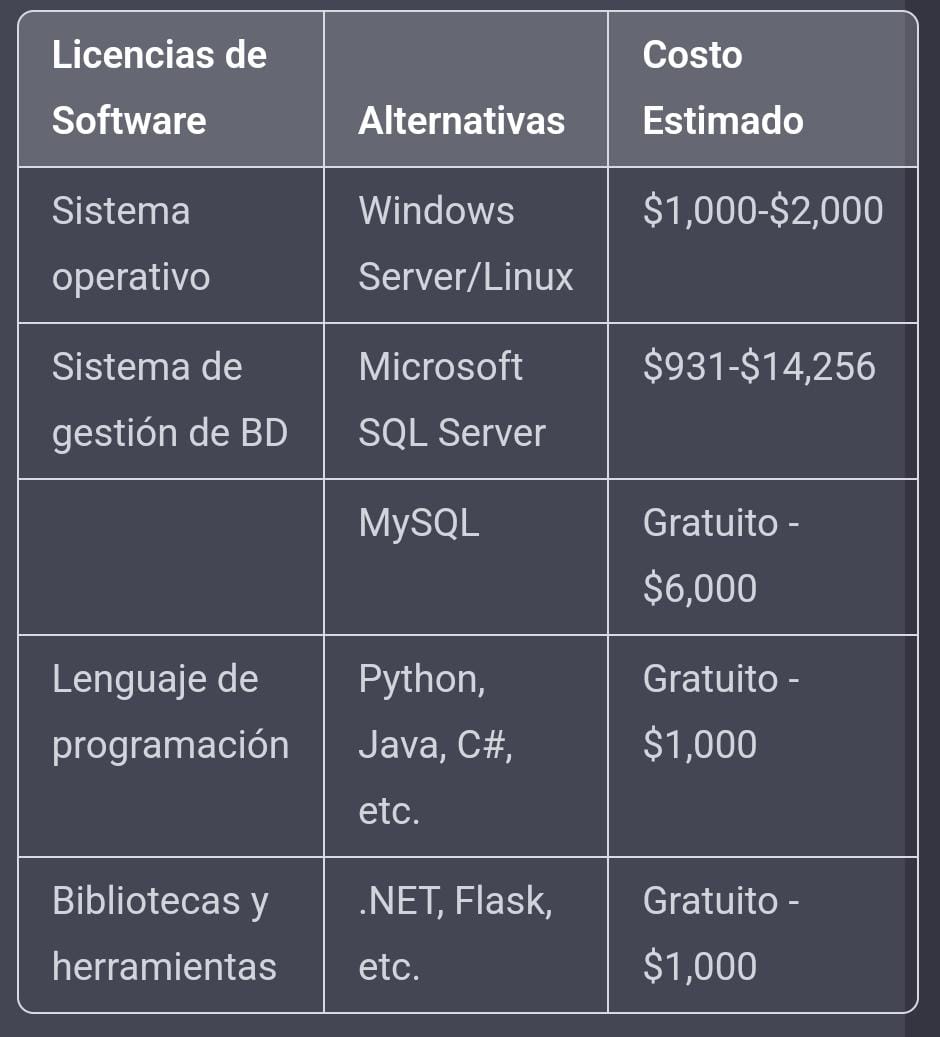 Licencias de
Software
Alternativas
Costo
Estimado
Sistema
operativo
Windows
Server/Linux
$1,000-$2,000
Sistema de
gestión de BD
Microsoft
SQL Server
$931-$14,256
MySQL
Gratuito -
$6,000
Lenguaje de
programación
Python,
Java, C#,
etc.
Gratuito -
$1,000
Bibliotecas y
herramientas
.NET, Flask,
etc.
Gratuito -
$1,000